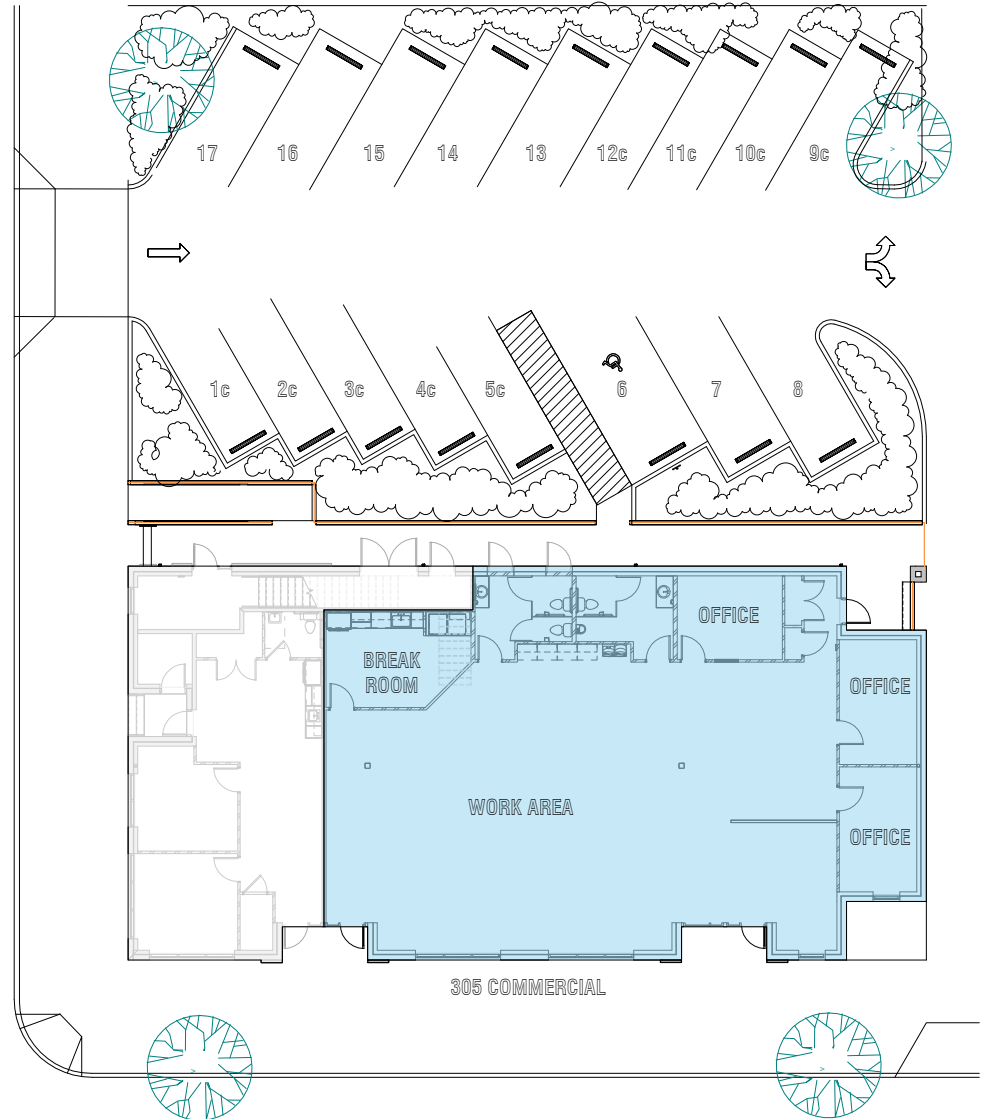 17
16
15
14
13
12c
11c
10c
9c
1c
2c
3c
4c
5c
6
7
8
OFFICE
BREAK
ROOM
OFFICE
WORK AREA
OFFICE
305 COMMERCIAL